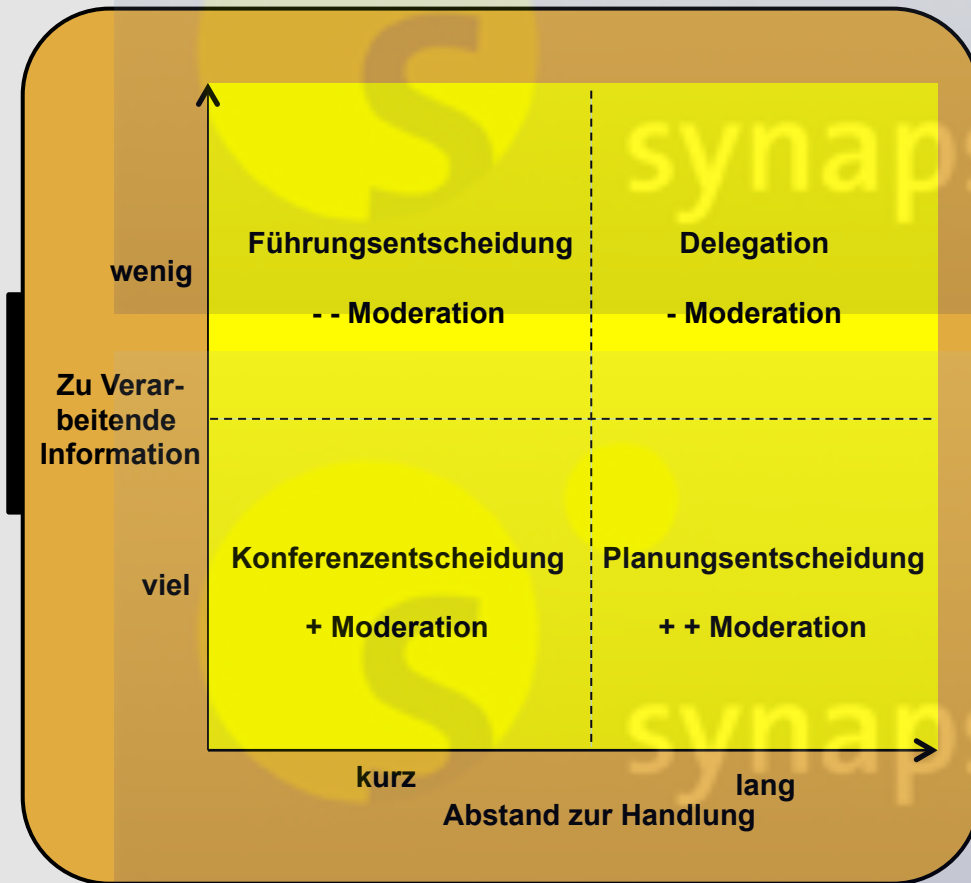 synaps
Führungsentscheidung
Delegation
wenig
- - Moderation
- Moderation
Zu Verar-
beitende
Information
Konferenzentscheidung
Planungsentscheidung
viel
+ Moderation
+ + Moderation
synaps
kurz
lang
Abstand zur Handlung